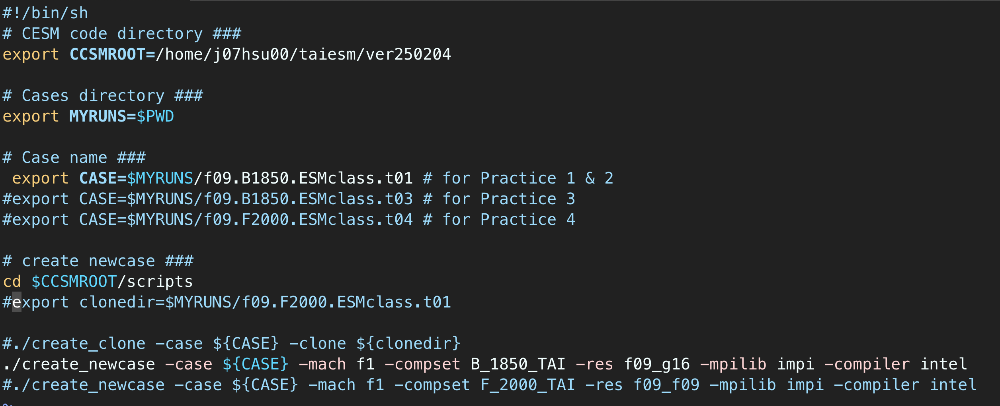 #!/bin/sh
# CESM code directory ###
export CCSMROOT=/home/j07hsu00/taiesm/ver250204
# Cases directory ###
export MYRUNS=$PWD
# Case name ###
 export CASE=$MYRUNS/f09.B1850.ESMclass.t01 # for Practice 1 & 2
#export CASE=$MYRUNS/f09.B1850.ESMclass.t03 # for Practice 3
#export CASE=$MYRUNS/f09.F2000.ESMclass.t04 # for Practice 4
# create newcase ###
cd $CCSMROOT/scripts
#export clonedir=$MYRUNS/f09.F2000.ESMclass.t01
#./create_clone -case ${CASE} -clone ${clonedir}
./create_newcase -case ${CASE} -mach f1 -compset B_1850_TAI -res f09_g16 -mpilib impi -compiler intel
#./create_newcase -case ${CASE} -mach f1 -compset F_2000_TAI -res f09_f09 -mpilib impi -compiler intel
~